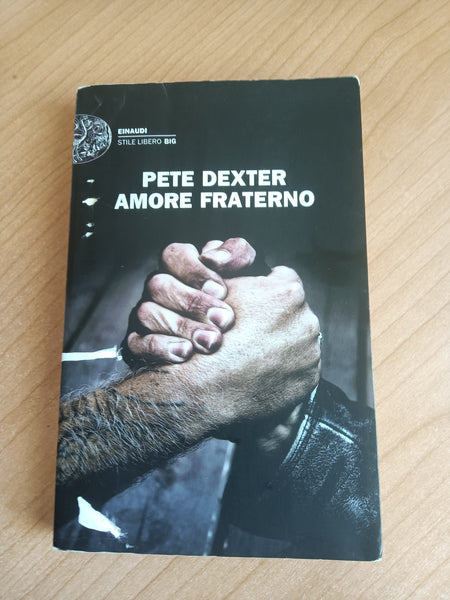 EINAUDI
STILE LIBERO BIG
PETE DEXTER
AMORE FRATERNO